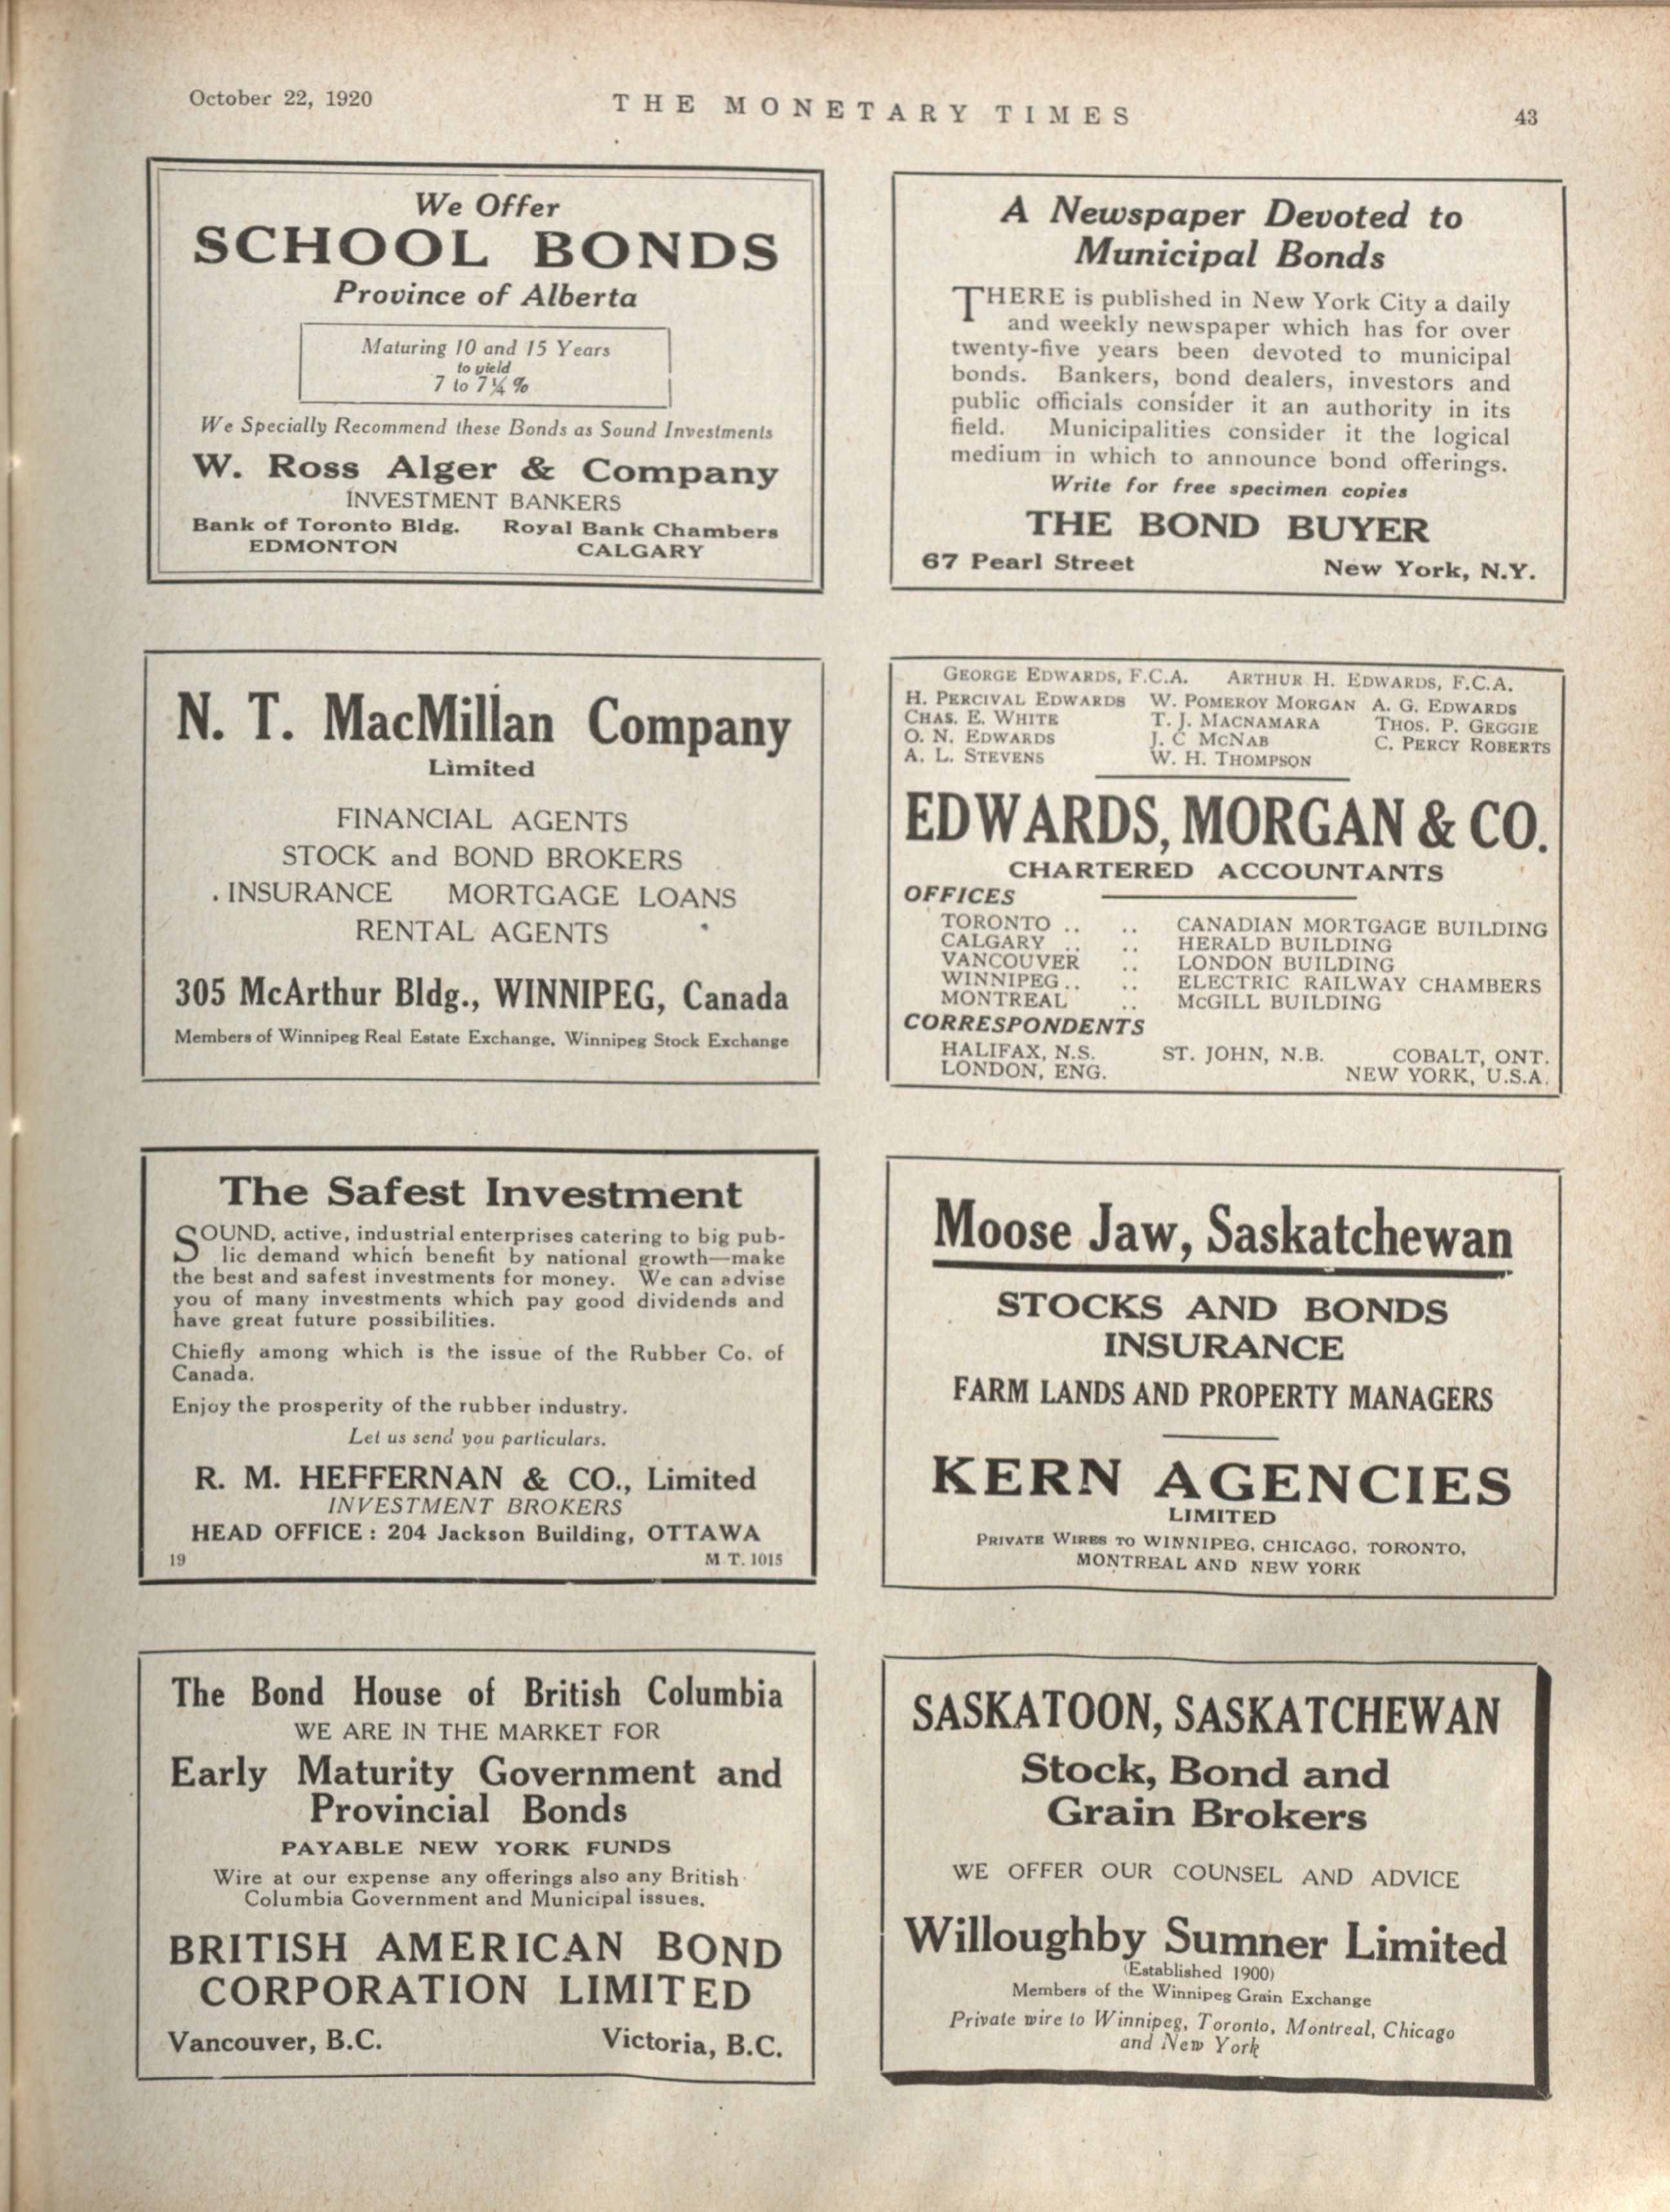 October 22, 1920
THE MONETARY TIMES
43
We Offer
SCHOOL BONDS
Province of Alberta
Maturing 10 and 15 Years
to yield
7 to 7¼ %
We Specially Recommend these Bonds as Sound Investments
W. Ross Alger & Company
INVESTMENT BANKERS
Bank of Toronto Bldg. Royal Bank Chambers
EDMONTON CALGARY
A Newspaper Devoted to
Municipal Bonds
THERE is published in New York City a daily
and weekly newspaper which has for over
twenty-five years been devoted to municipal
bonds. Bankers, bond dealers, investors and
public officials consider it an authority in its
field. Municipalities consider it the logical
medium in which to announce bond offerings.
Write for free specimen copies
THE BOND BUYER
67 Pearl Street New York, N.Y.
N. T. MacMillan Company
Limited
FINANCIAL AGENTS
STOCK and BOND BROKERS
INSURANCE MORTGAGE LOANS
RENTAL AGENTS
305 McArthur Bldg., WINNIPEG, Canada
Members of Winnipeg Real Estate Exchange, Winnipeg Stock Exchange
GEORGE EDWARDS, F.C.A. ARTHUR H. EDWARDS, F.C.A.
H. PERCIVAL EDWARDS W. POMEROY MORGAN A. G. EDWARDS
CHAS. E. WHITE T. J. MACNAMARA THOS. P. GEGGIE
O. N. EDWARDS J. C MCNAB C. PERCY ROBERTS
A. L. STEVENS W. H. THOMPSON
EDWARDS, MORGAN & CO.
CHARTERED ACCOUNTANTS
OFFICES
TORONTO .. .. CANADIAN MORTGAGE BUILDING
CALGARY .. .. HERALD BUILDING
VANCOUVER .. LONDON BUILDING
WINNIPEG .. .. ELECTRIC RAILWAY CHAMBERS
MONTREAL .. McGILL BUILDING
CORRESPONDENTS
HALIFAX, N.S. ST. JOHN, N.B. COBALT, ONT.
LONDON, ENG. NEW YORK, U.S.A.
The Safest Investment
SOUND, active, industrial enterprises catering to big pub-
lic demand which benefit by national growth—make
the best and safest investments for money. We can advise
you of many investments which pay good dividends and
have great future possibilities.
Chiefly among which is the issue of the Rubber Co. of
Canada.
Enjoy the prosperity of the rubber industry.
Let us send you particulars.
R. M. HEFFERNAN & CO., Limited
INVESTMENT BROKERS
HEAD OFFICE : 204 Jackson Building, OTTAWA
19 M.T. 1015
Moose Jaw, Saskatchewan
STOCKS AND BONDS
INSURANCE
FARM LANDS AND PROPERTY MANAGERS
KERN AGENCIES
LIMITED
PRIVATE WIRES TO WINNIPEG, CHICAGO, TORONTO,
MONTREAL AND NEW YORK
The Bond House of British Columbia
WE ARE IN THE MARKET FOR
Early Maturity Government and
Provincial Bonds
PAYABLE NEW YORK FUNDS
Wire at our expense any offerings also any British
Columbia Government and Municipal issues.
BRITISH AMERICAN BOND
CORPORATION LIMITED
Vancouver, B.C. Victoria, B.C.
SASKATOON, SASKATCHEWAN
Stock, Bond and
Grain Brokers
WE OFFER OUR COUNSEL AND ADVICE
Willoughby Sumner Limited
(Established 1900)
Members of the Winnipeg Grain Exchange
Private wire to Winnipeg, Toronto, Montreal, Chicago
and New York